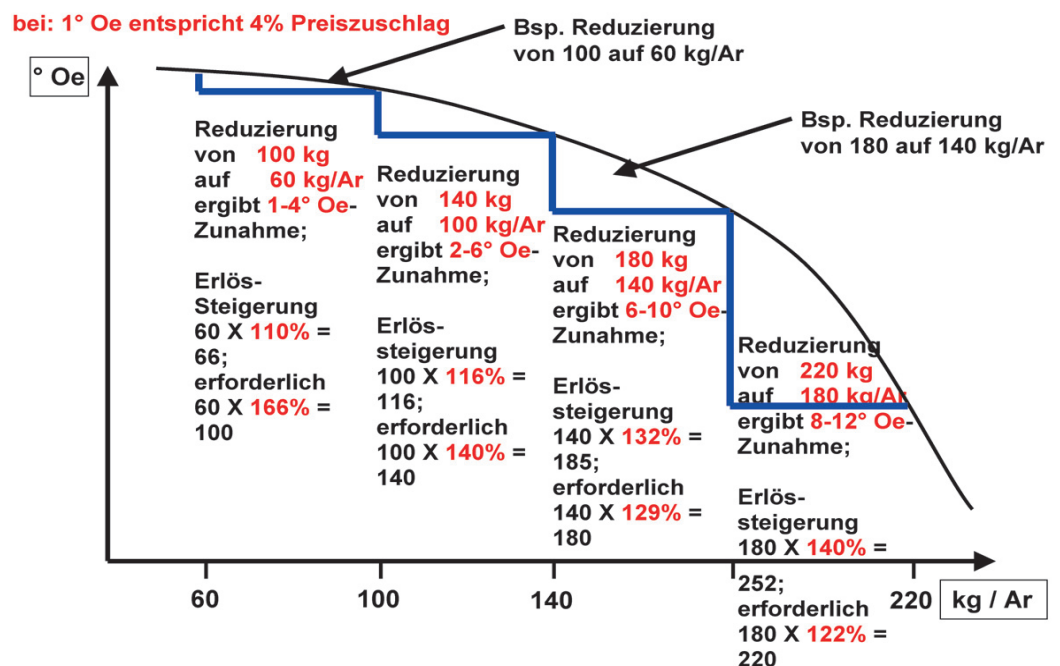 bei: 1° Oe entspricht 4% Preiszuschlag
Bsp. Reduzierung
von 100 auf 60 kg/Ar
° Oe
Bsp. Reduzierung
von 180 auf 140 kg/Ar
Reduzierung
von 100 kg
auf 60 kg/Ar
ergibt 1-4° Oe-
Zunahme;
Erlös-
Steigerung
60 X 110% =
66;
erforderlich
60 X 166% =
100
Reduzierung
von 140 kg
auf 100 kg/Ar
ergibt 2-6° Oe-
Zunahme;
Erlös-
steigerung
100 X 116% =
116;
erforderlich
100 X 140% =
140
Reduzierung
von 180 kg
auf 140 kg/Ar
ergibt 6-10° Oe-
Zunahme;
Erlös-
steigerung
140 X 132% =
185;
erforderlich
140 X 129% =
180
Reduzierung
von 220 kg
auf 180 kg/Ar
ergibt 8-12° Oe-
Zunahme;
Erlös-
steigerung
180 X 140% =
252;
erforderlich
180 X 122% =
220
60
100
140
220
kg / Ar